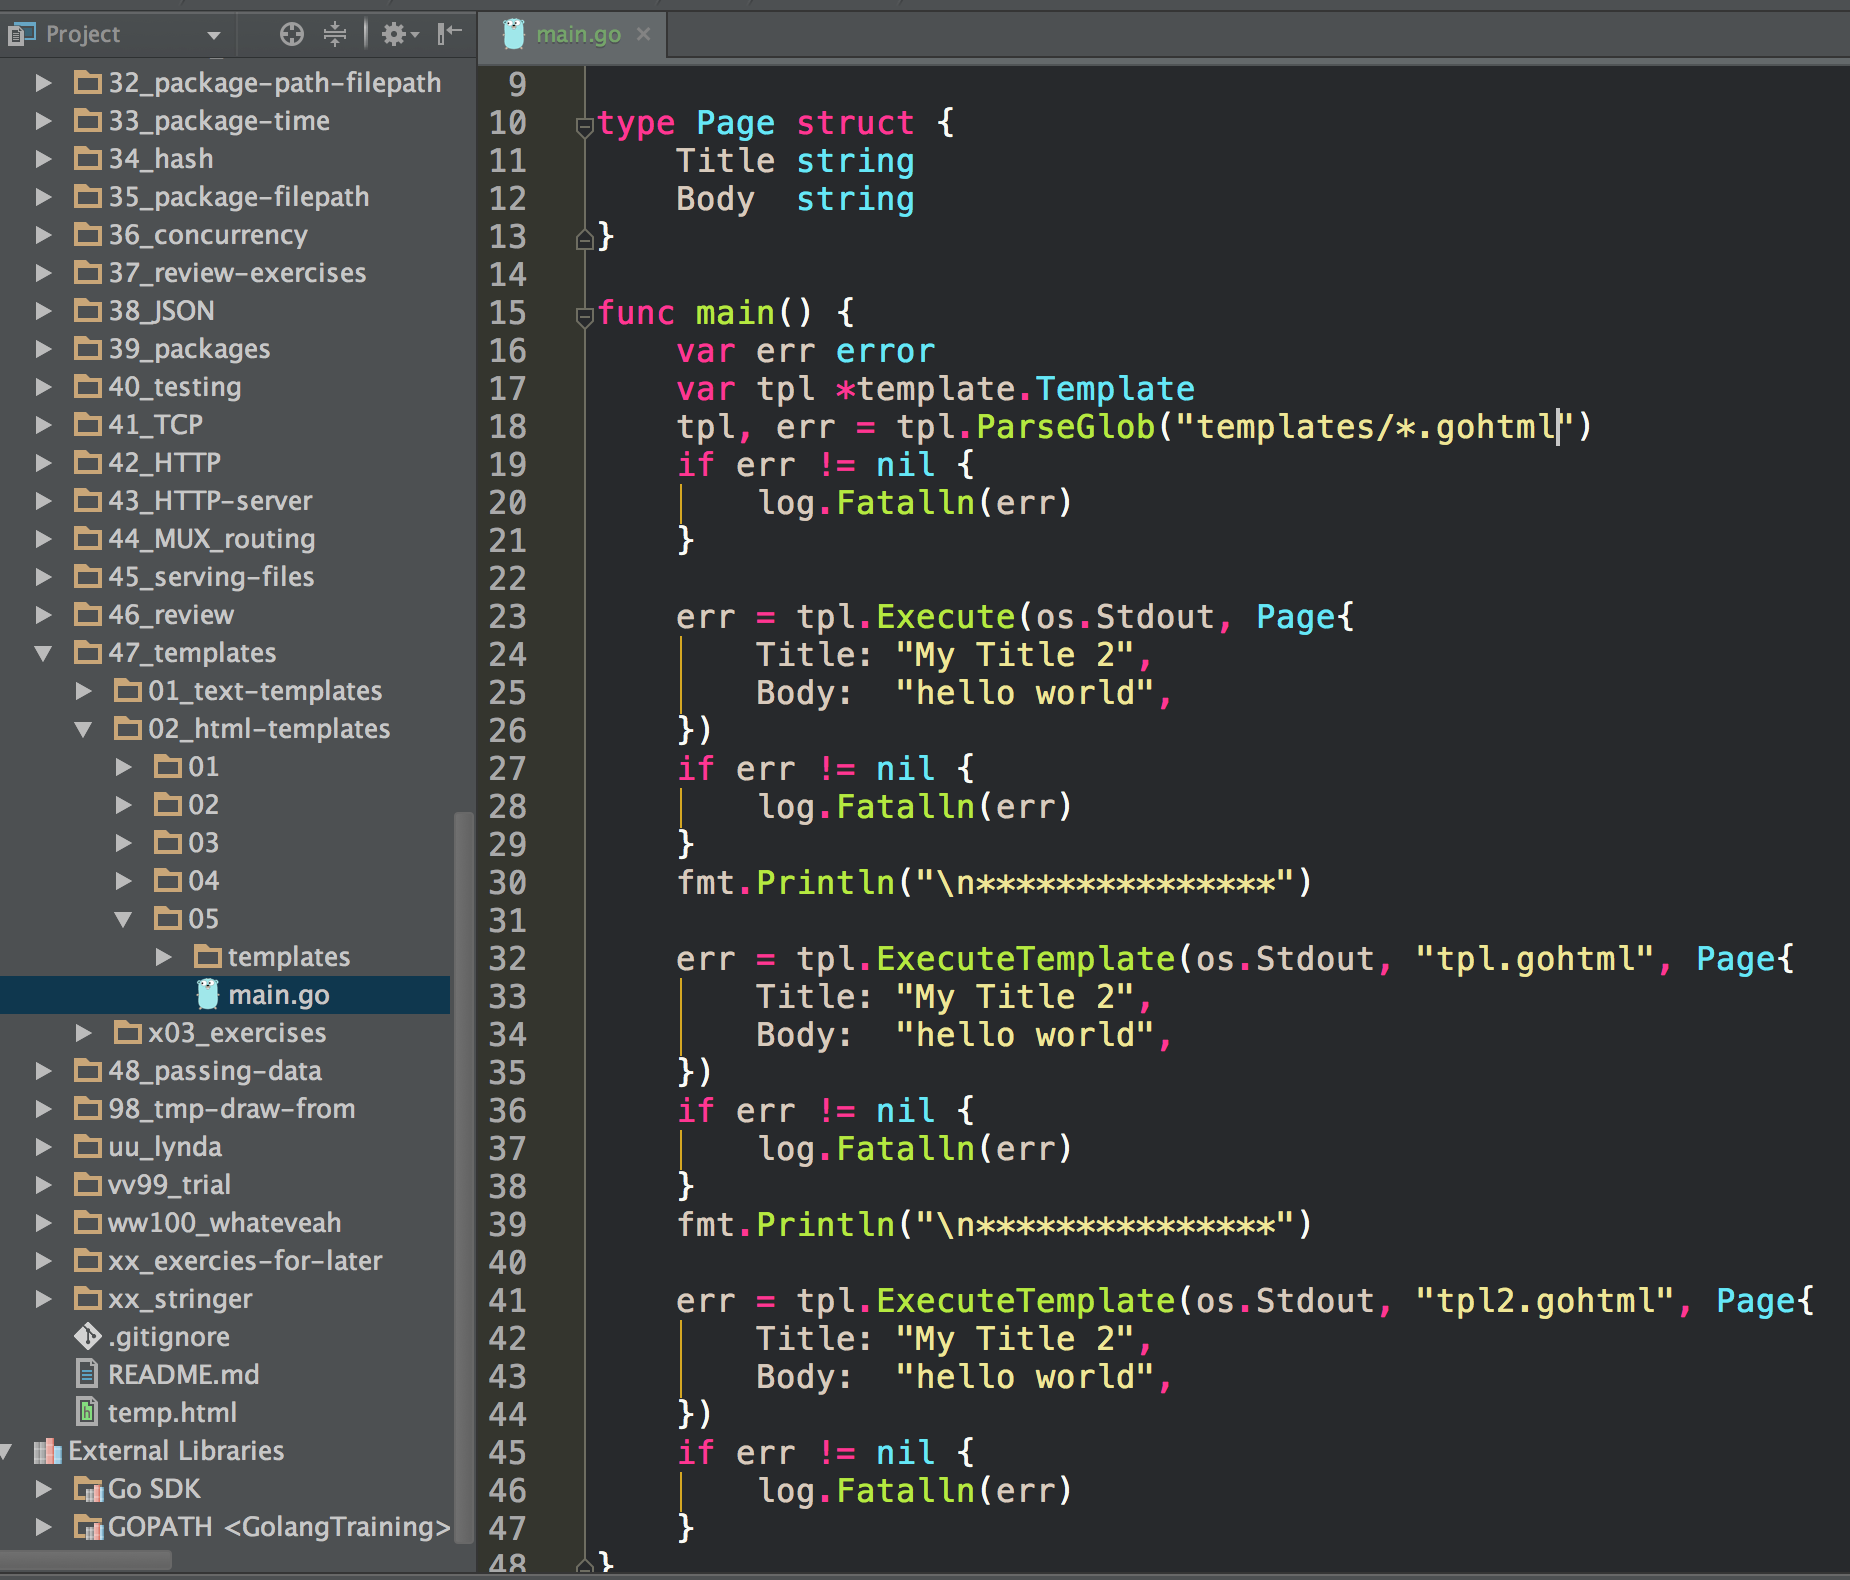 Project
32_package-path-filepath
33_package-time
34_hash
35_package-filepath
36_concurrency
37_review-exercises
38_JSON
39_packages
40_testing
41_TCP
42_HTTP
43_HTTP-server
44_MUX_routing
45_serving-files
46_review
47_templates
01_text-templates
02_html-templates
01
02
03
04
05
templates
main.go
x03_exercises
48_passing-data
98_tmp-draw-from
uu_lynda
vv99_trial
ww100_whateveah
xx_exercies-for-later
xx_stringer
.gitignore
README.md
temp.html
External Libraries
Go SDK
GOPATH <GolangTraining>
main.go
9
10 type Page struct {
11     Title string
12     Body  string
13 }
14
15 func main() {
16     var err error
17     var tpl *template.Template
18     tpl, err = tpl.ParseGlob("templates/*.gohtml")
19     if err != nil {
20         log.Fatalln(err)
21     }
22
23     err = tpl.Execute(os.Stdout, Page{
24         Title: "My Title 2",
25         Body:  "hello world",
26     })
27     if err != nil {
28         log.Fatalln(err)
29     }
30     fmt.Println("\n***************")
31
32     err = tpl.ExecuteTemplate(os.Stdout, "tpl.gohtml", Page{
33         Title: "My Title 2",
34         Body:  "hello world",
35     })
36     if err != nil {
37         log.Fatalln(err)
38     }
39     fmt.Println("\n***************")
40
41     err = tpl.ExecuteTemplate(os.Stdout, "tpl2.gohtml", Page{
42         Title: "My Title 2",
43         Body:  "hello world",
44     })
45     if err != nil {
46         log.Fatalln(err)
47     }
48 }